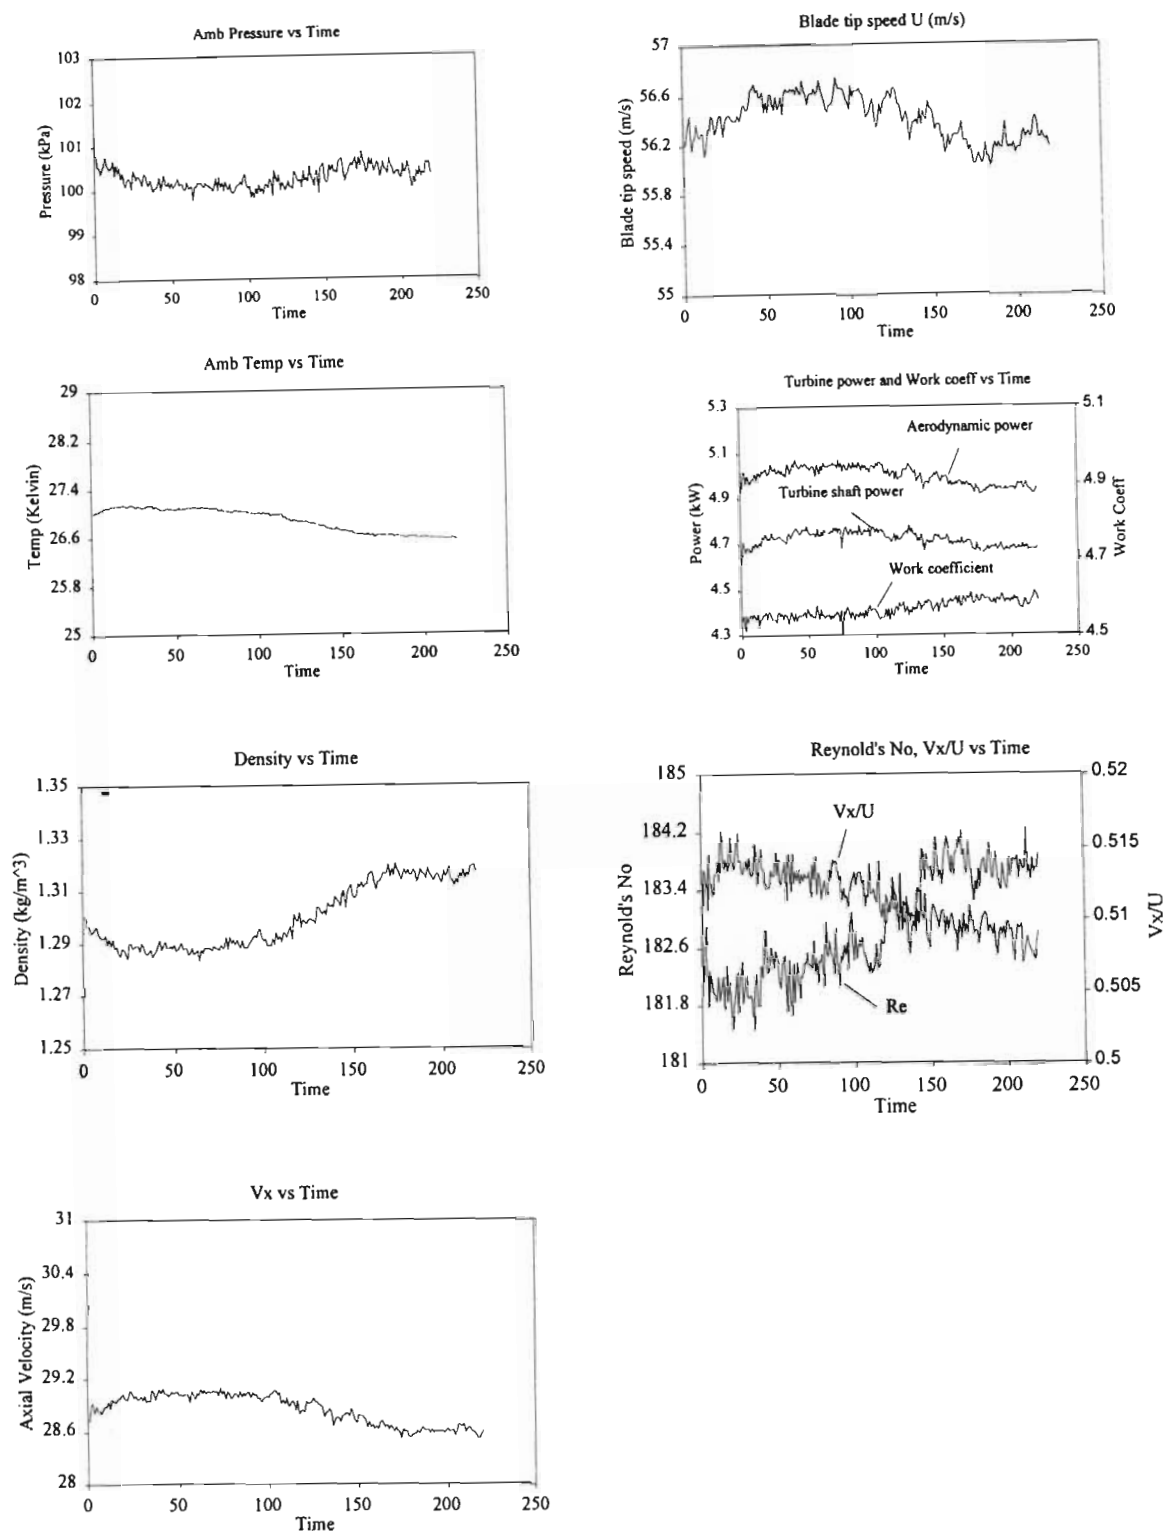 Amb Pressure vs Time
103
102
101
100
99
98
Pressure (kPa)
0 50 100 150 200 250
Time
Blade tip speed U (m/s)
57
56.6
56.2
55.8
55.4
55
Blade tip speed (m/s)
0 50 100 150 200 250
Time
Amb Temp vs Time
29
28.2
27.4
26.6
25.8
25
Temp (Kelvin)
0 50 100 150 200 250
Time
Turbine power and Work coeff vs Time
5.3
5.1
4.9
4.7
4.5
4.3
Power (kW)
Aerodynamic power
Turbine shaft power
Work coefficient
5.1
4.9
4.7
4.5
Work Coeff
0 50 100 150 200 250
Time
Density vs Time
1.35
1.33
1.31
1.29
1.27
1.25
Density (kg/m^3)
0 50 100 150 200 250
Time
Reynold's No, Vx/U vs Time
185
184.2
183.4
182.6
181.8
181
Reynold's No
Vx/U
Re
0.52
0.515
0.51
0.505
0.5
Vx/U
0 50 100 150 200 250
Time
Vx vs Time
31
30.4
29.8
29.2
28.6
28
Axial Velocity (m/s)
0 50 100 150 200 250
Time